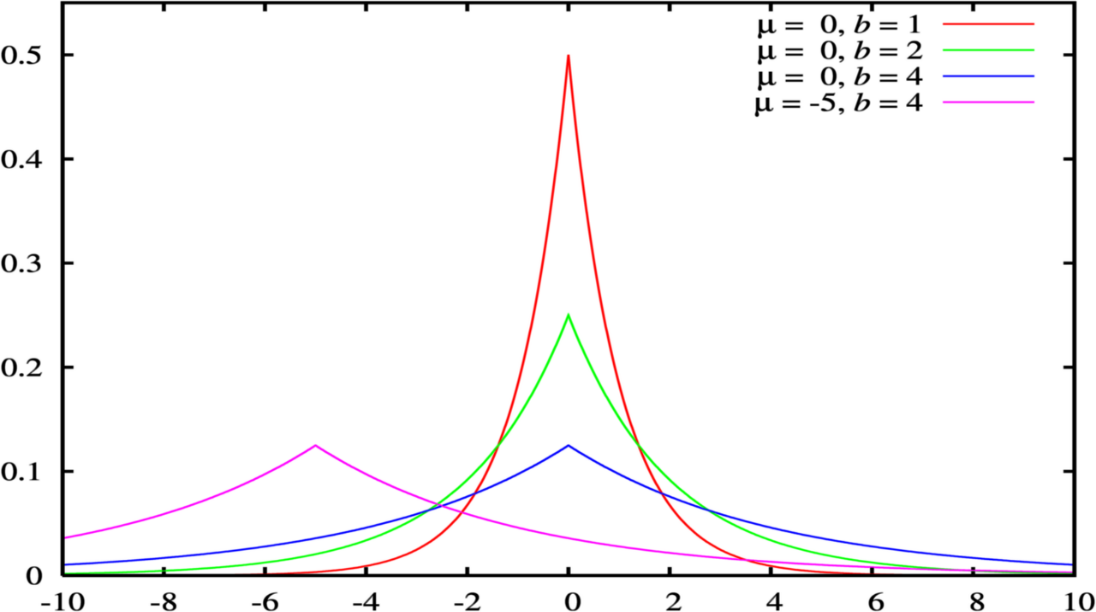 μ = 0, b = 1
μ = 0, b = 2
μ = 0, b = 4
μ = -5, b = 4
0.5
0.4
0.3
0.2
0.1
0
-10 -8 -6 -4 -2 0 2 4 6 8 10